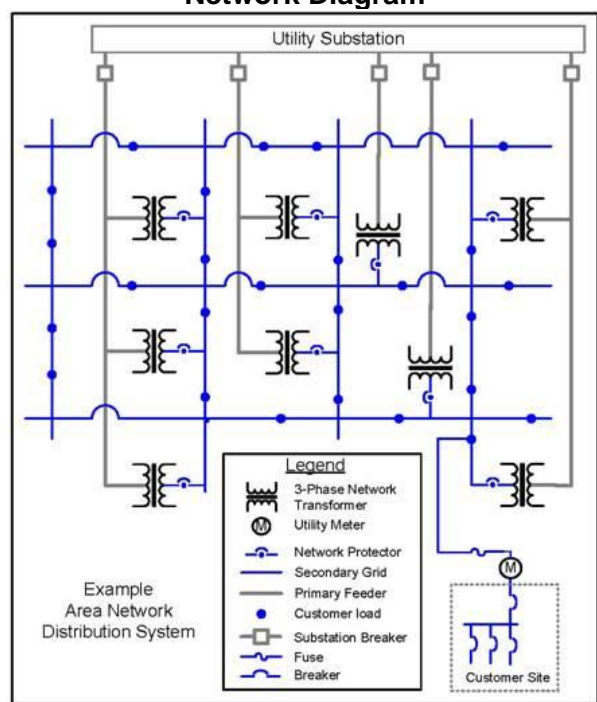 Network Diagram
Utility Substation
Legend
3-Phase Network
Transformer
M
Utility Meter
Network Protector
Secondary Grid
Primary Feeder
Customer load
Substation Breaker
Fuse
Breaker
Example
Area Network
Distribution System
M
Customer Site